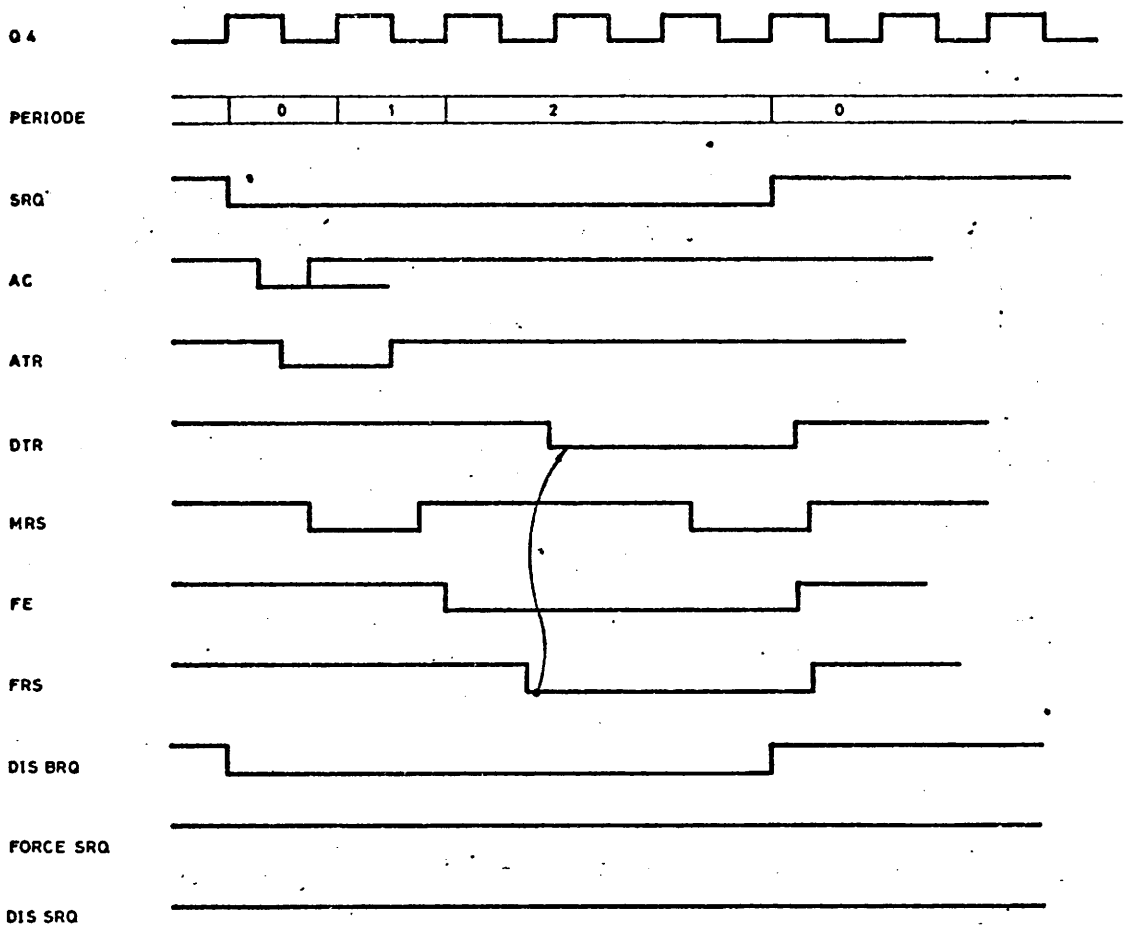 Q4
PERIODE 0 1 2 0
SRQ
AC
ATR
DTR
MRS
FE
FRS
DIS BRQ
FORCE SRQ
DIS SRQ